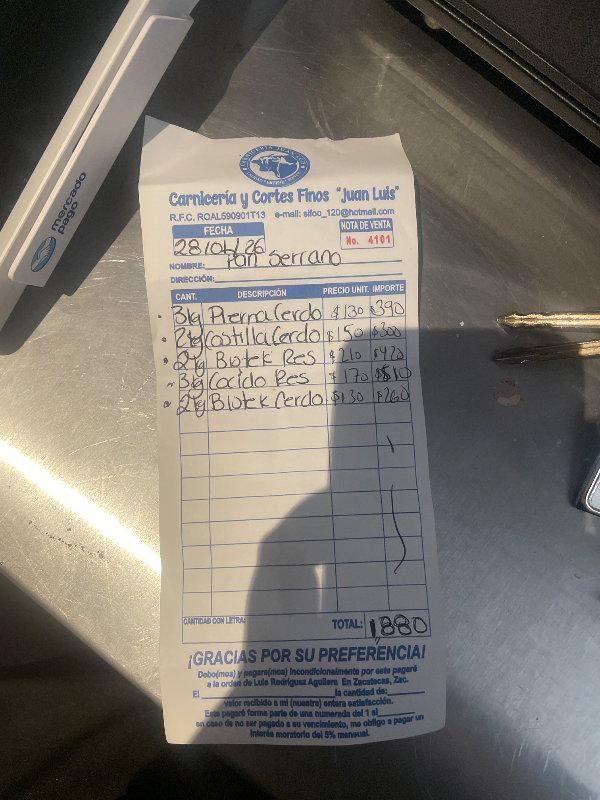 mercado
pago
Carnicería y Cortes Finos "Juan Luis"
R.F.C. ROAL590901T13 e-mail: sifoo_120@hotmail.com
FECHA NOTA DE VENTA
28/04/26 No. 4101
NOMBRE: Pan Serrano
DIRECCIÓN:
CANT. DESCRIPCIÓN PRECIO UNIT. IMPORTE
3kg Pierna Cerdo $130 $390
2kg Costilla Cerdo $150 $300
2kg Bistek Res $210 $420
3kg Cocido Res $170 $510
2kg Bistek Cerdo $130 $260
CANTIDAD CON LETRA: TOTAL: 1,880
¡GRACIAS POR SU PREFERENCIA!
Debo(mos) y pagare(mos) incondicionalmente por este pagaré
a la orden de Luis Rodríguez Aguilera En Zacatecas, Zac.
El la cantidad de:
valor recibido a mi (nuestra) entera satisfacción.
Este pagaré forma parte de una numerada del 1 al
en caso de no ser pagado a su vencimiento, me obligo a pagar un
interés moratorio del 5% mensual.